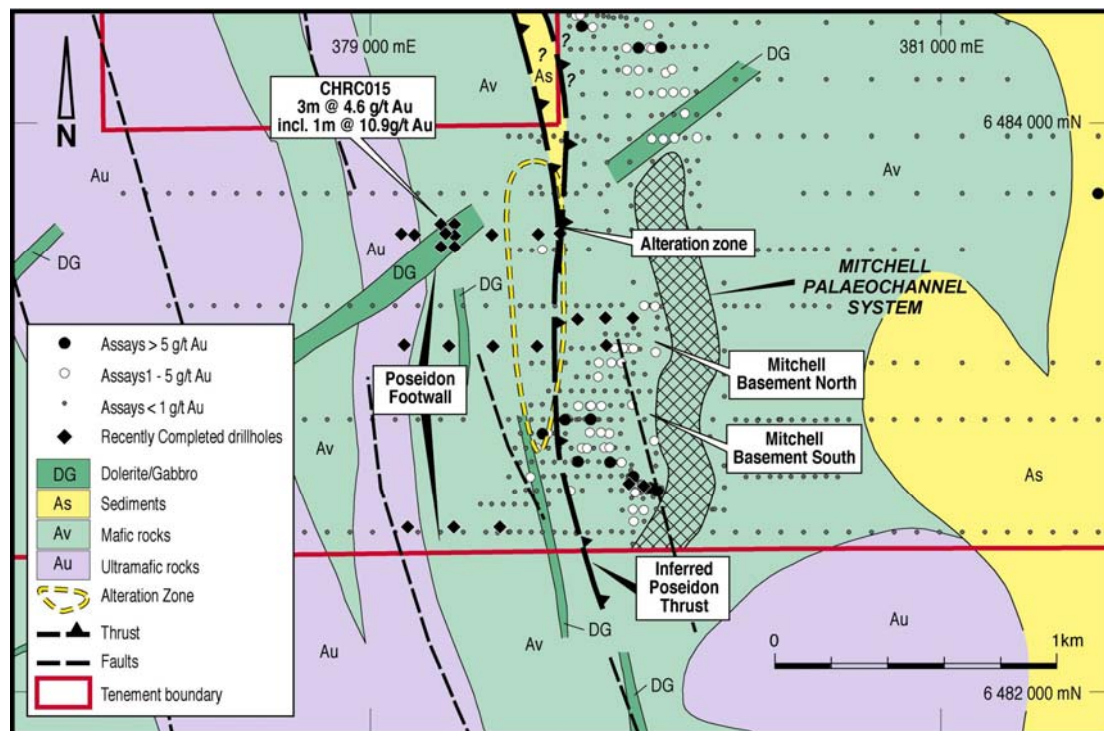 379 000 mE
381 000 mE
6 484 000 mN
6 482 000 mN
N
CHRC015
3m @ 4.6 g/t Au
incl. 1m @ 10.9g/t Au
Av
?
?
As
DG
Au
Au
DG
DG
DG
Av
Alteration zone
MITCHELL
PALAEOCHANNEL
SYSTEM
Poseidon
Footwall
Mitchell
Basement North
Mitchell
Basement South
Av
As
Inferred
Poseidon
Thrust
Au
Av
DG
DG
Au
Assays > 5 g/t Au
Assays1 - 5 g/t Au
Assays < 1 g/t Au
Recently Completed drillholes
DG Dolerite/Gabbro
As Sediments
Av Mafic rocks
Au Ultramafic rocks
Alteration Zone
Thrust
Faults
Tenement boundary
0 1km